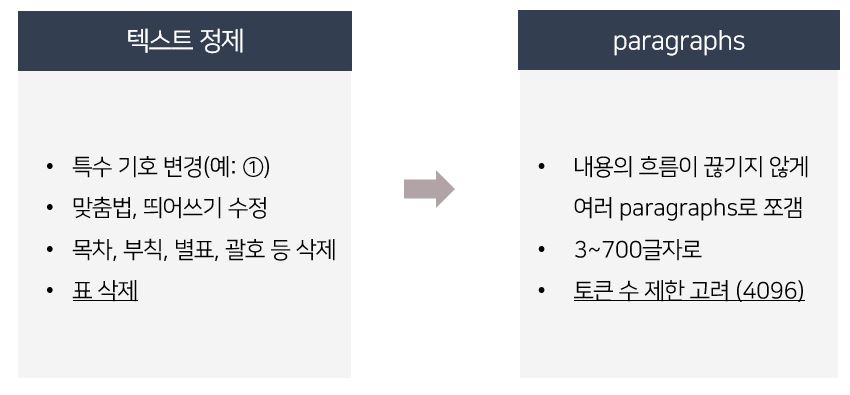 텍스트 정제
• 특수 기호 변경(예: ①)
• 맞춤법, 띄어쓰기 수정
• 목차, 부칙, 별표, 괄호 등 삭제
• 표 삭제
paragraphs
• 내용의 흐름이 끊기지 않게
여러 paragraphs로 쪼갬
• 3~700글자로
• 토큰 수 제한 고려 (4096)